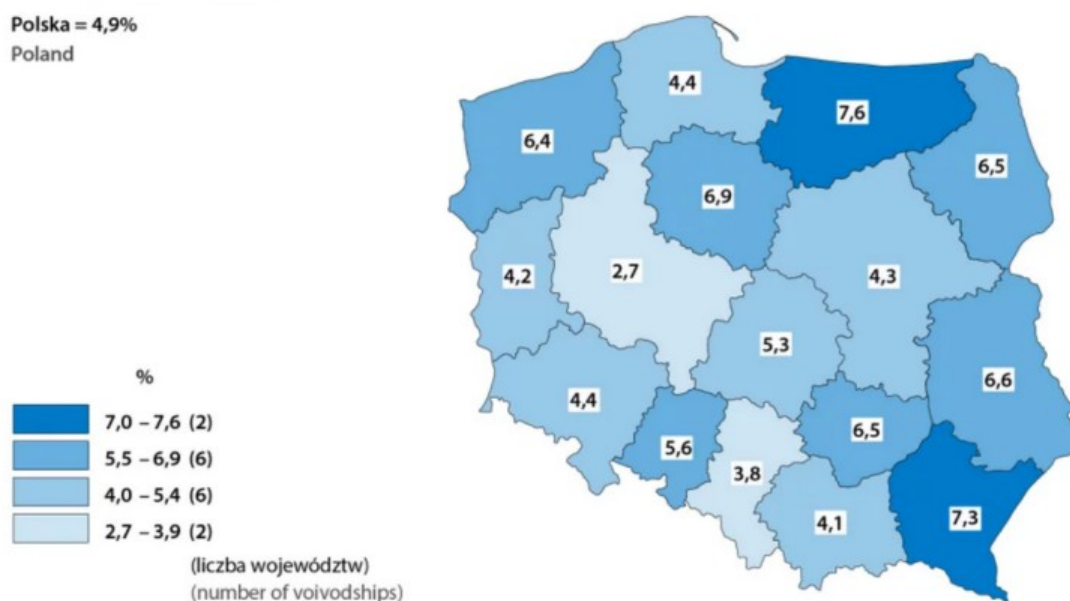 Polska = 4,9%
Poland
4,4
7,6
6,4
6,5
6,9
4,2
2,7
4,3
5,3
6,6
4,4
6,5
5,6
3,8
4,1
7,3
%
7,0 – 7,6 (2)
5,5 – 6,9 (6)
4,0 – 5,4 (6)
2,7 – 3,9 (2)
(liczba województw)
(number of voivodships)